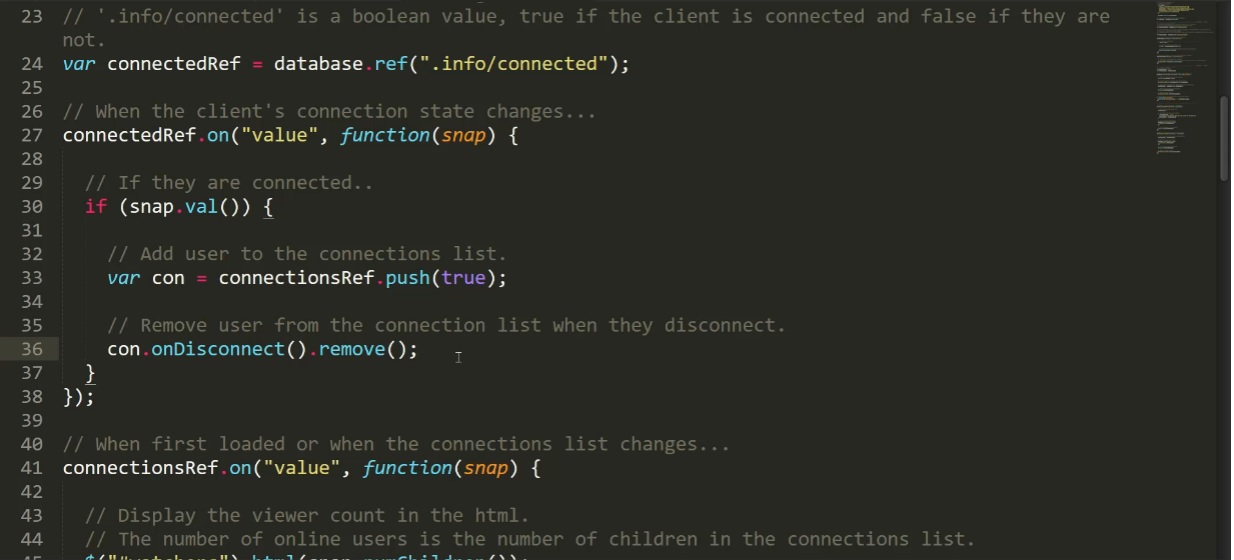 23 // '.info/connected' is a boolean value, true if the client is connected and false if they are
not.
24 var connectedRef = database.ref(".info/connected");
25
26 // When the client's connection state changes...
27 connectedRef.on("value", function(snap) {
28
29 // If they are connected..
30 if (snap.val()) {
31
32 // Add user to the connections list.
33 var con = connectionsRef.push(true);
34
35 // Remove user from the connection list when they disconnect.
36 con.onDisconnect().remove();
37 }
38 });
39
40 // When first loaded or when the connections list changes...
41 connectionsRef.on("value", function(snap) {
42
43 // Display the viewer count in the html.
44 // The number of online users is the number of children in the connections list.